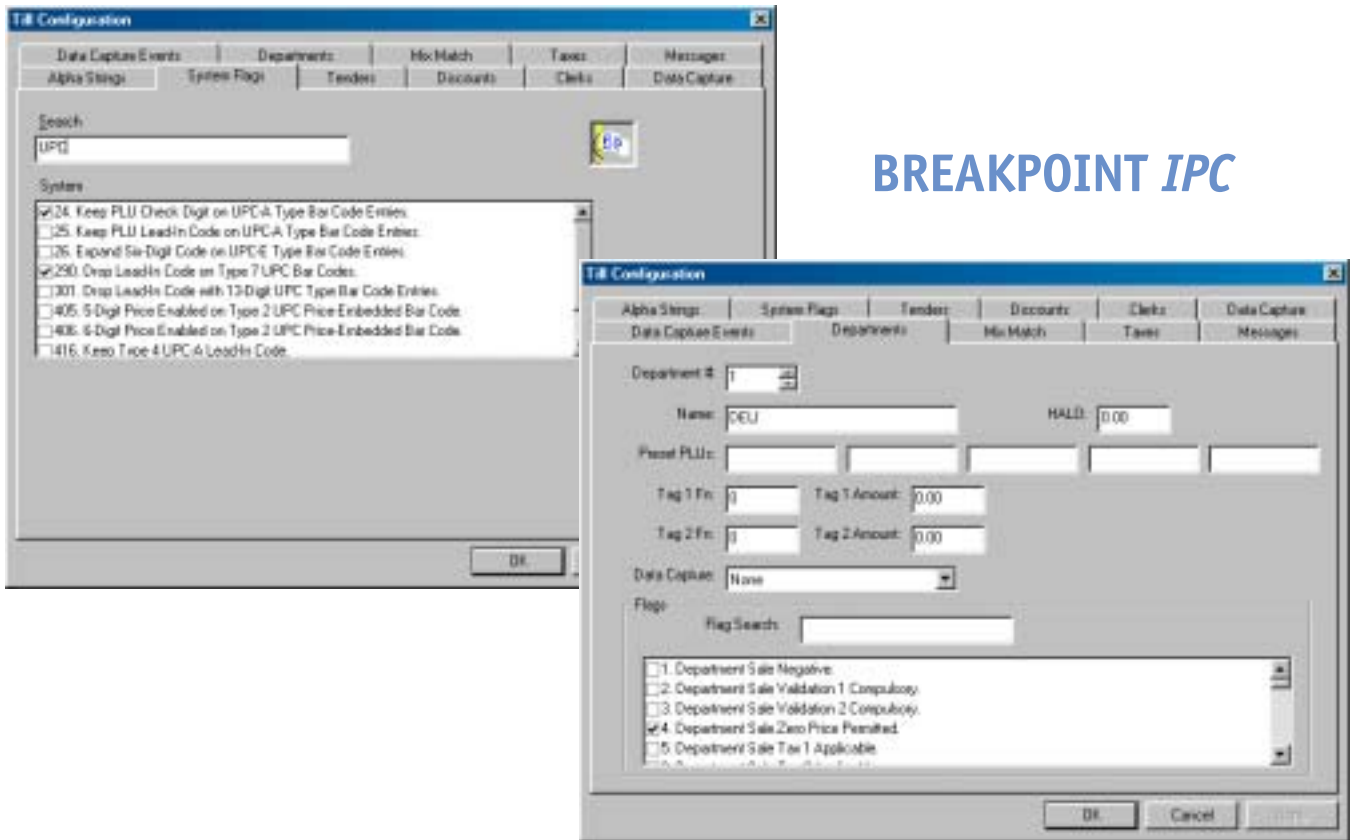 Till Configuration
Data Capture Events Departments Mix Match Taxes Messages
Alpha Strings System Flags Tenders Discounts Clerks Data Capture
Search
UPC
System
24. Keep PLU Check Digit on UPC-A Type Bar Code Entries.
25. Keep PLU Lead-In Code on UPC-A Type Bar Code Entries.
26. Expand Six-Digit Code on UPC-E Type Bar Code Entries.
290. Drop Lead-In Code on Type 7 UPC Bar Codes.
301. Drop Lead-In Code with 13-Digit UPC Type Bar Code Entries.
405. 5-Digit Price Enabled on Type 2 UPC Price-Embedded Bar Code.
406. 6-Digit Price Enabled on Type 2 UPC Price-Embedded Bar Code.
416. Keep Type 4 UPC-A Lead-In Code.
OK
BREAKPOINT IPC
Till Configuration
Alpha Strings System Flags Tenders Discounts Clerks Data Capture
Data Capture Events Departments Mix Match Taxes Messages
Department #: 1
Name: DELI HALO: 0.00
Preset PLUs:
Tag 1 Fn: 0 Tag 1 Amount: 0.00
Tag 2 Fn: 0 Tag 2 Amount: 0.00
Data Capture: None
Flags
Flag Search:
1. Department Sale Negative.
2. Department Sale Validation 1 Compulsory.
3. Department Sale Validation 2 Compulsory.
4. Department Sale Zero Price Permitted.
5. Department Sale Tax 1 Applicable.
OK Cancel